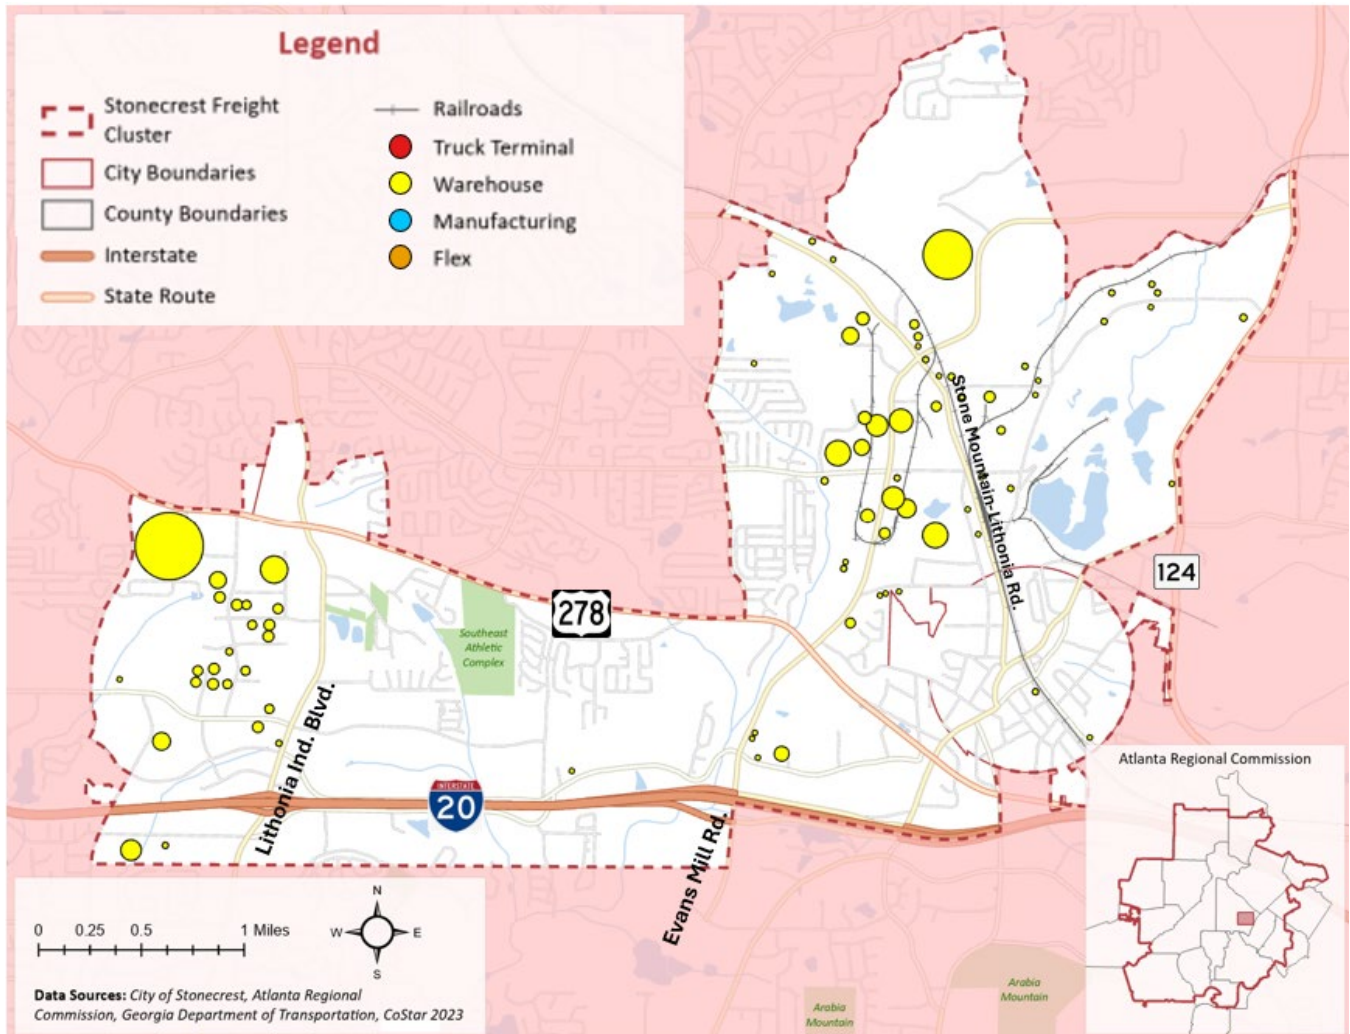 Legend
Stonecrest Freight
Cluster
City Boundaries
County Boundaries
Interstate
State Route
Railroads
Truck Terminal
Warehouse
Manufacturing
Flex
Stone Mountain-Lithonia Rd.
124
278
Southeast
Athletic
Complex
Lithonia Ind. Blvd.
INTERSTATE
20
Evans Mill Rd.
Atlanta Regional Commission
0 0.25 0.5 1 Miles
N
W E
S
Data Sources: City of Stonecrest, Atlanta Regional
Commission, Georgia Department of Transportation, CoStar 2023
Arabia
Mountain
Arabia
Mountain